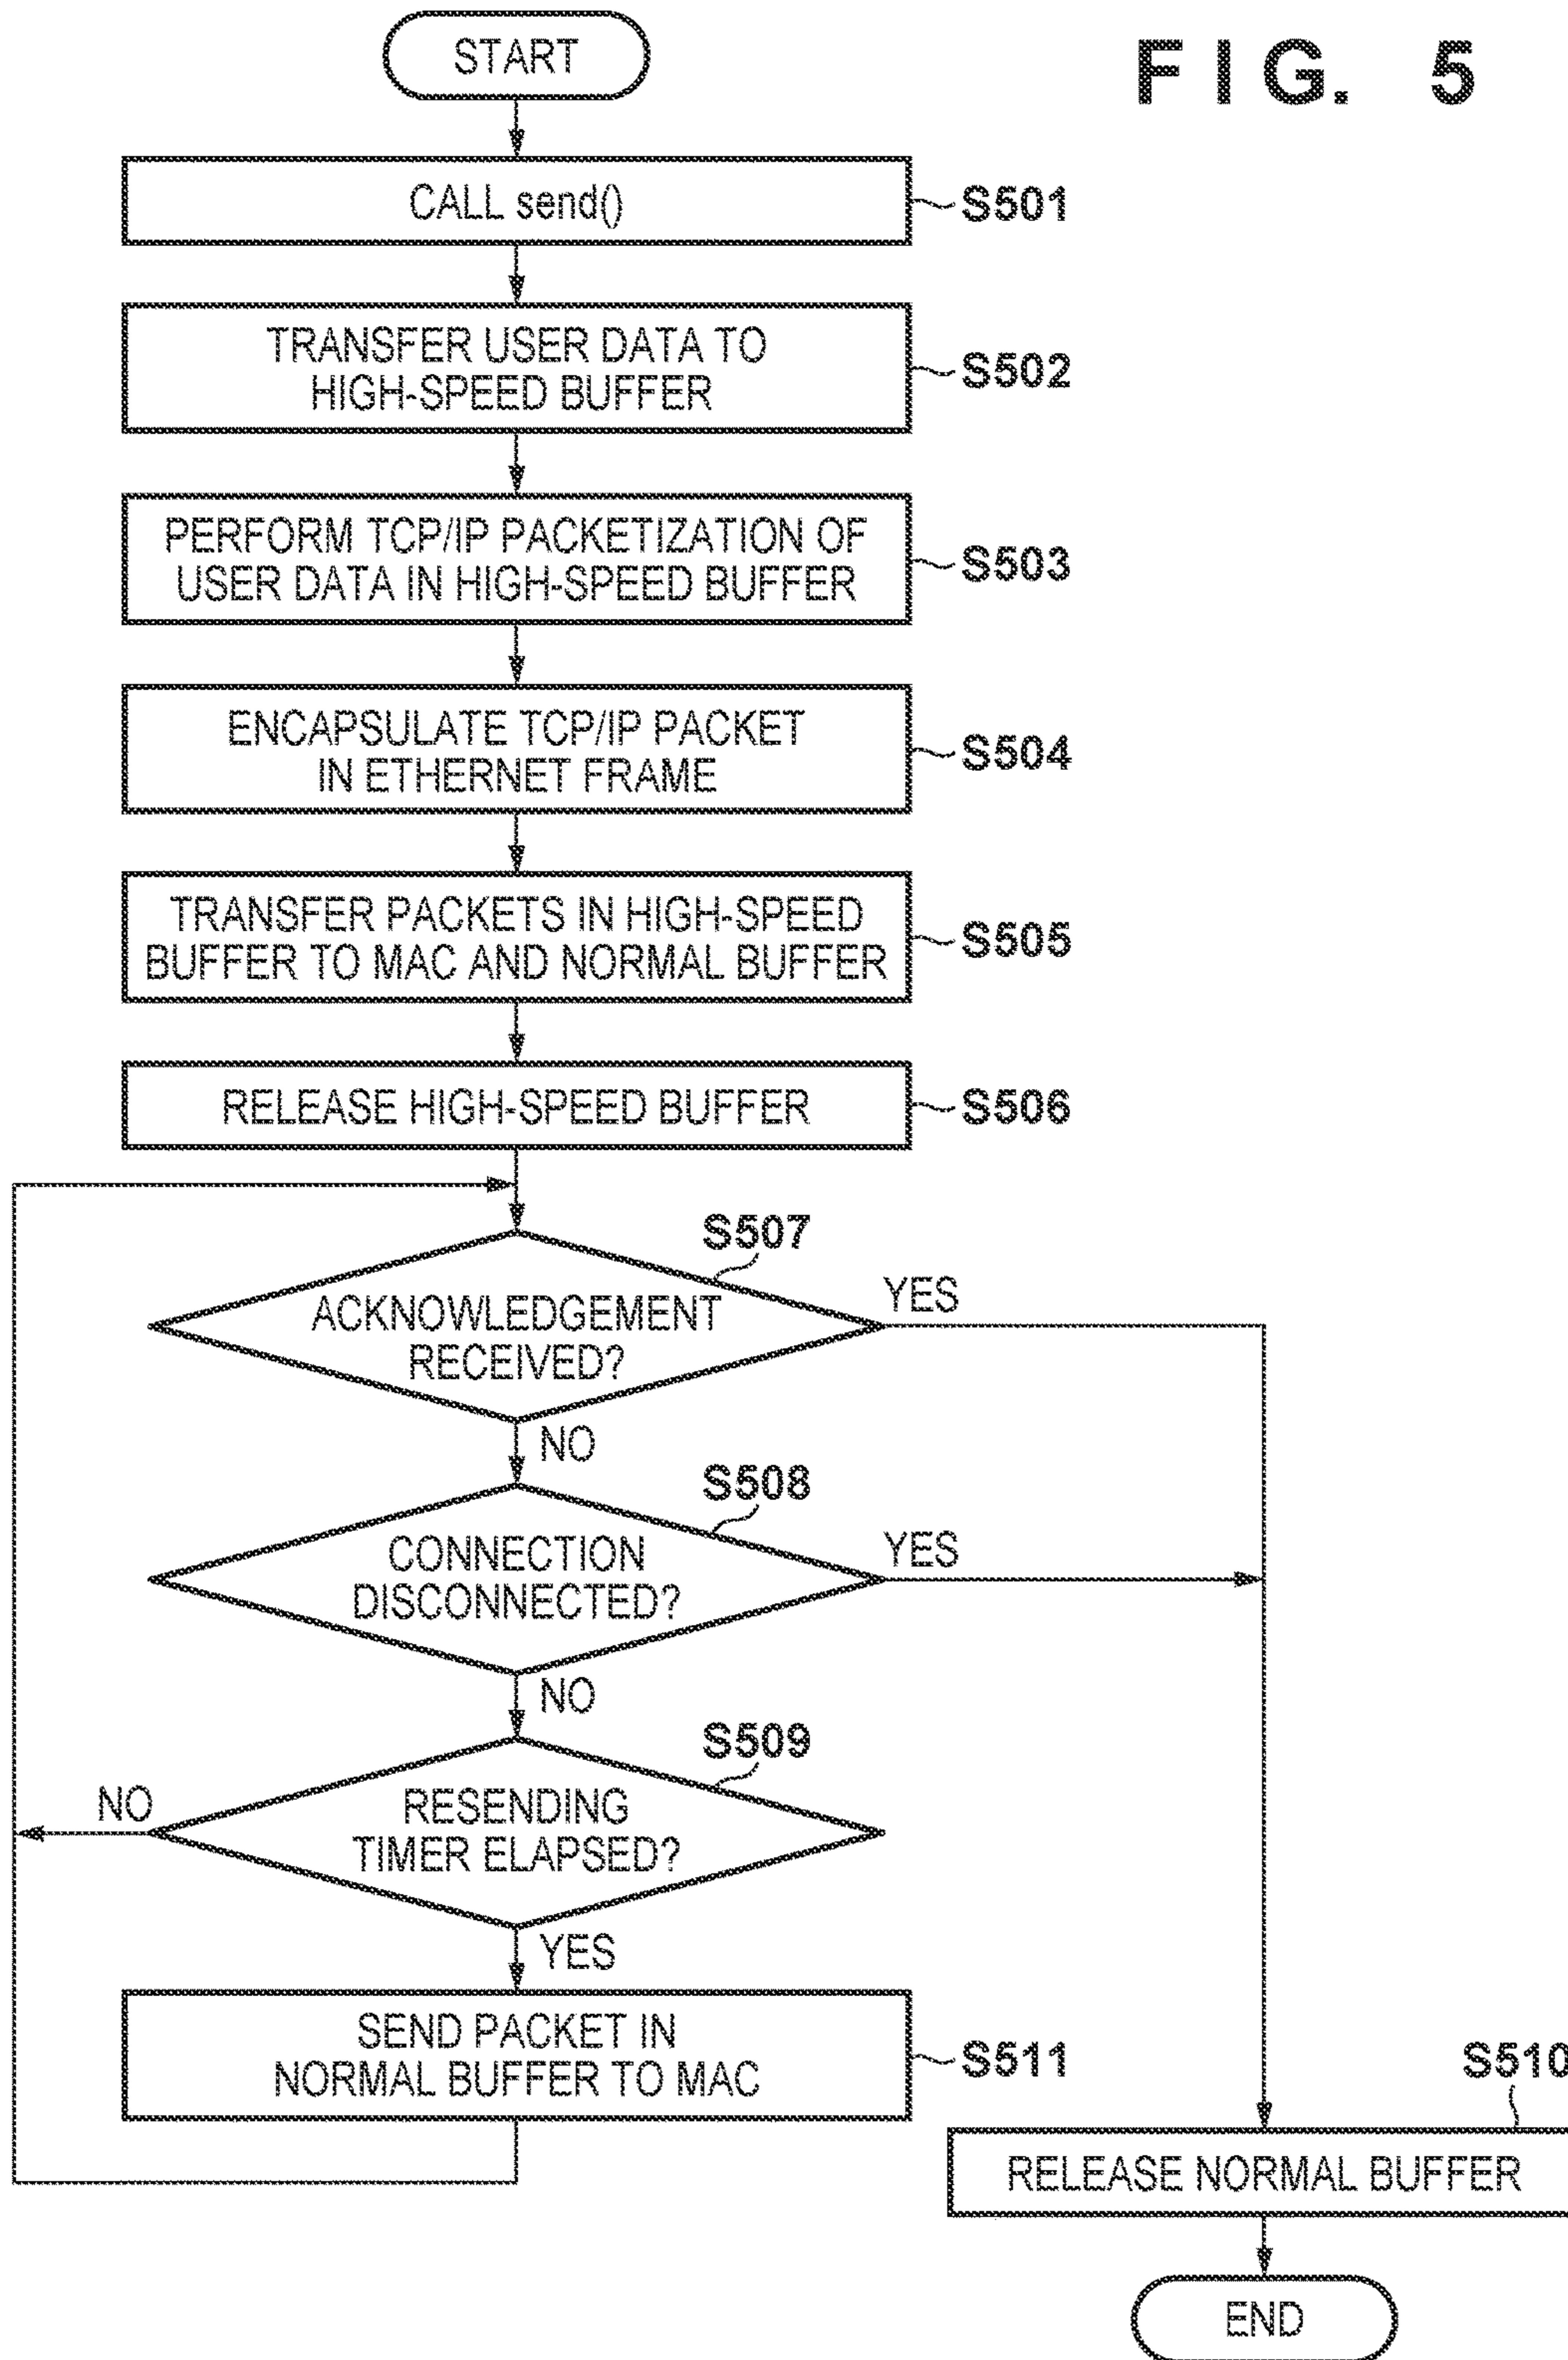 FIG. 5
START
CALL send()
S501
TRANSFER USER DATA TO
HIGH-SPEED BUFFER
S502
PERFORM TCP/IP PACKETIZATION OF
USER DATA IN HIGH-SPEED BUFFER
S503
ENCAPSULATE TCP/IP PACKET
IN ETHERNET FRAME
S504
TRANSFER PACKETS IN HIGH-SPEED
BUFFER TO MAC AND NORMAL BUFFER
S505
RELEASE HIGH-SPEED BUFFER
S506
S507
ACKNOWLEDGEMENT
RECEIVED?
YES
NO
S508
CONNECTION
DISCONNECTED?
YES
NO
S509
RESENDING
TIMER ELAPSED?
NO
YES
SEND PACKET IN
NORMAL BUFFER TO MAC
S511
S510
RELEASE NORMAL BUFFER
END